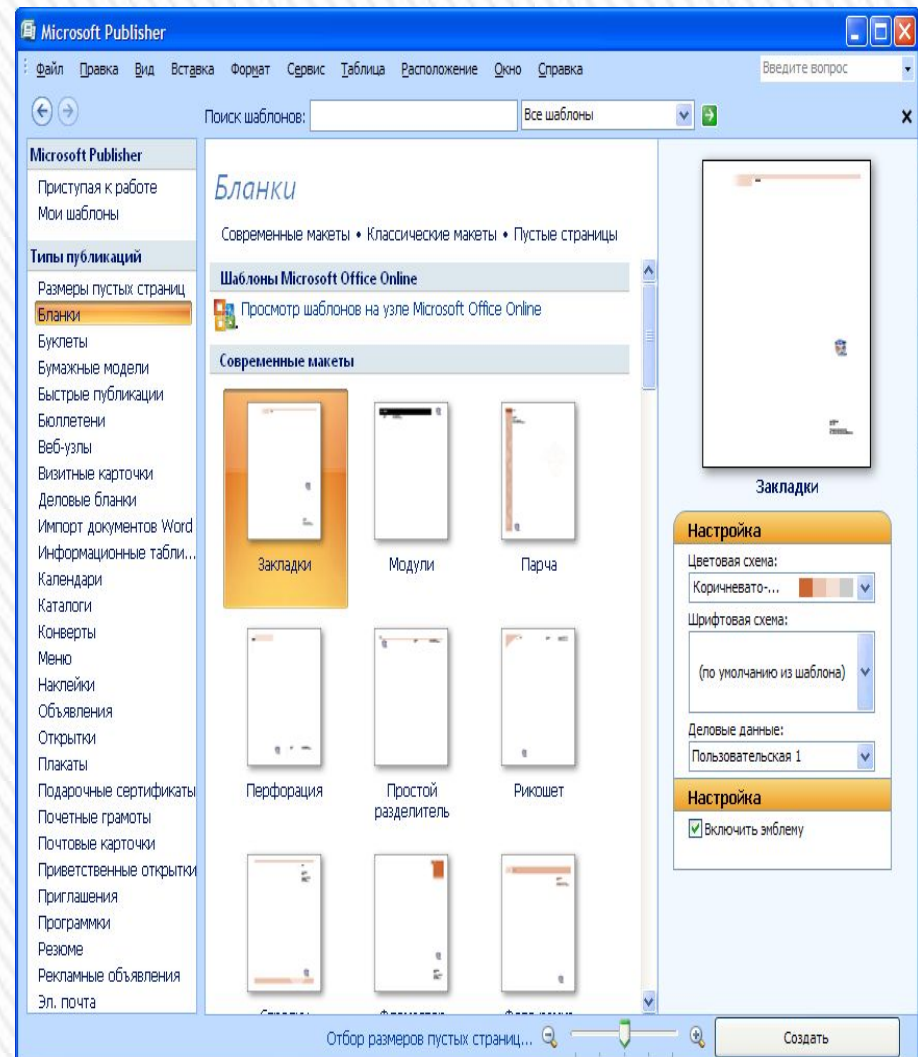 Microsoft Publisher
Файл Правка Вид Вставка Формат Сервис Таблица Расположение Окно Справка Введите вопрос
Поиск шаблонов: Все шаблоны
Microsoft Publisher
Приступая к работе
Мои шаблоны
Типы публикаций
Размеры пустых страниц
Бланки
Буклеты
Бумажные модели
Быстрые публикации
Бюллетени
Веб-узлы
Визитные карточки
Деловые бланки
Импорт документов Word
Информационные табли...
Календари
Каталоги
Конверты
Меню
Наклейки
Объявления
Открытки
Плакаты
Подарочные сертификаты
Почетные грамоты
Почтовые карточки
Приветственные открытки
Приглашения
Программки
Резюме
Рекламные объявления
Эл. почта
Бланки
Современные макеты • Классические макеты • Пустые страницы
Шаблоны Microsoft Office Online
Просмотр шаблонов на узле Microsoft Office Online
Современные макеты
Закладки Модули Парча
Перфорация Простой разделитель Рикошет
Закладки
Настройка
Цветовая схема:
Коричневато-...
Шрифтовая схема:
(по умолчанию из шаблона)
Деловые данные:
Пользовательская 1
Настройка
Включить эмблему
Отбор размеров пустых страниц... Создать